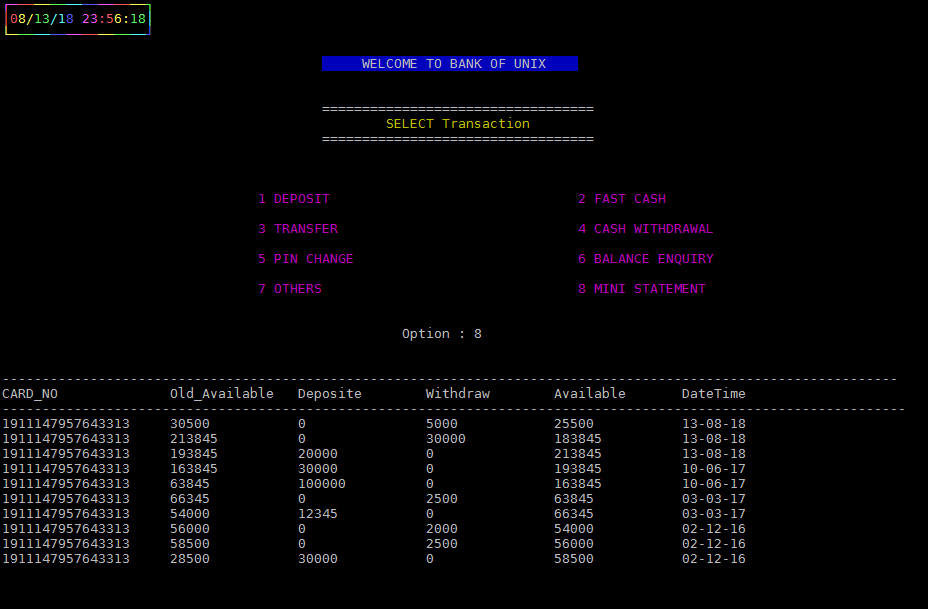 08/13/18 23:56:18
WELCOME TO BANK OF UNIX
==================================
SELECT Transaction
==================================
1 DEPOSIT 2 FAST CASH
3 TRANSFER 4 CASH WITHDRAWAL
5 PIN CHANGE 6 BALANCE ENQUIRY
7 OTHERS 8 MINI STATEMENT
Option : 8
----------------------------------------------------------------------------------------------------------------
CARD_NO Old_Available Deposite Withdraw Available DateTime
-----------------------------------------------------------------------------------------------------------------
1911147957643313 30500 0 5000 25500 13-08-18
1911147957643313 213845 0 30000 183845 13-08-18
1911147957643313 193845 20000 0 213845 13-08-18
1911147957643313 163845 30000 0 193845 10-06-17
1911147957643313 63845 100000 0 163845 10-06-17
1911147957643313 66345 0 2500 63845 03-03-17
1911147957643313 54000 12345 0 66345 03-03-17
1911147957643313 56000 0 2000 54000 02-12-16
1911147957643313 58500 0 2500 56000 02-12-16
1911147957643313 28500 30000 0 58500 02-12-16